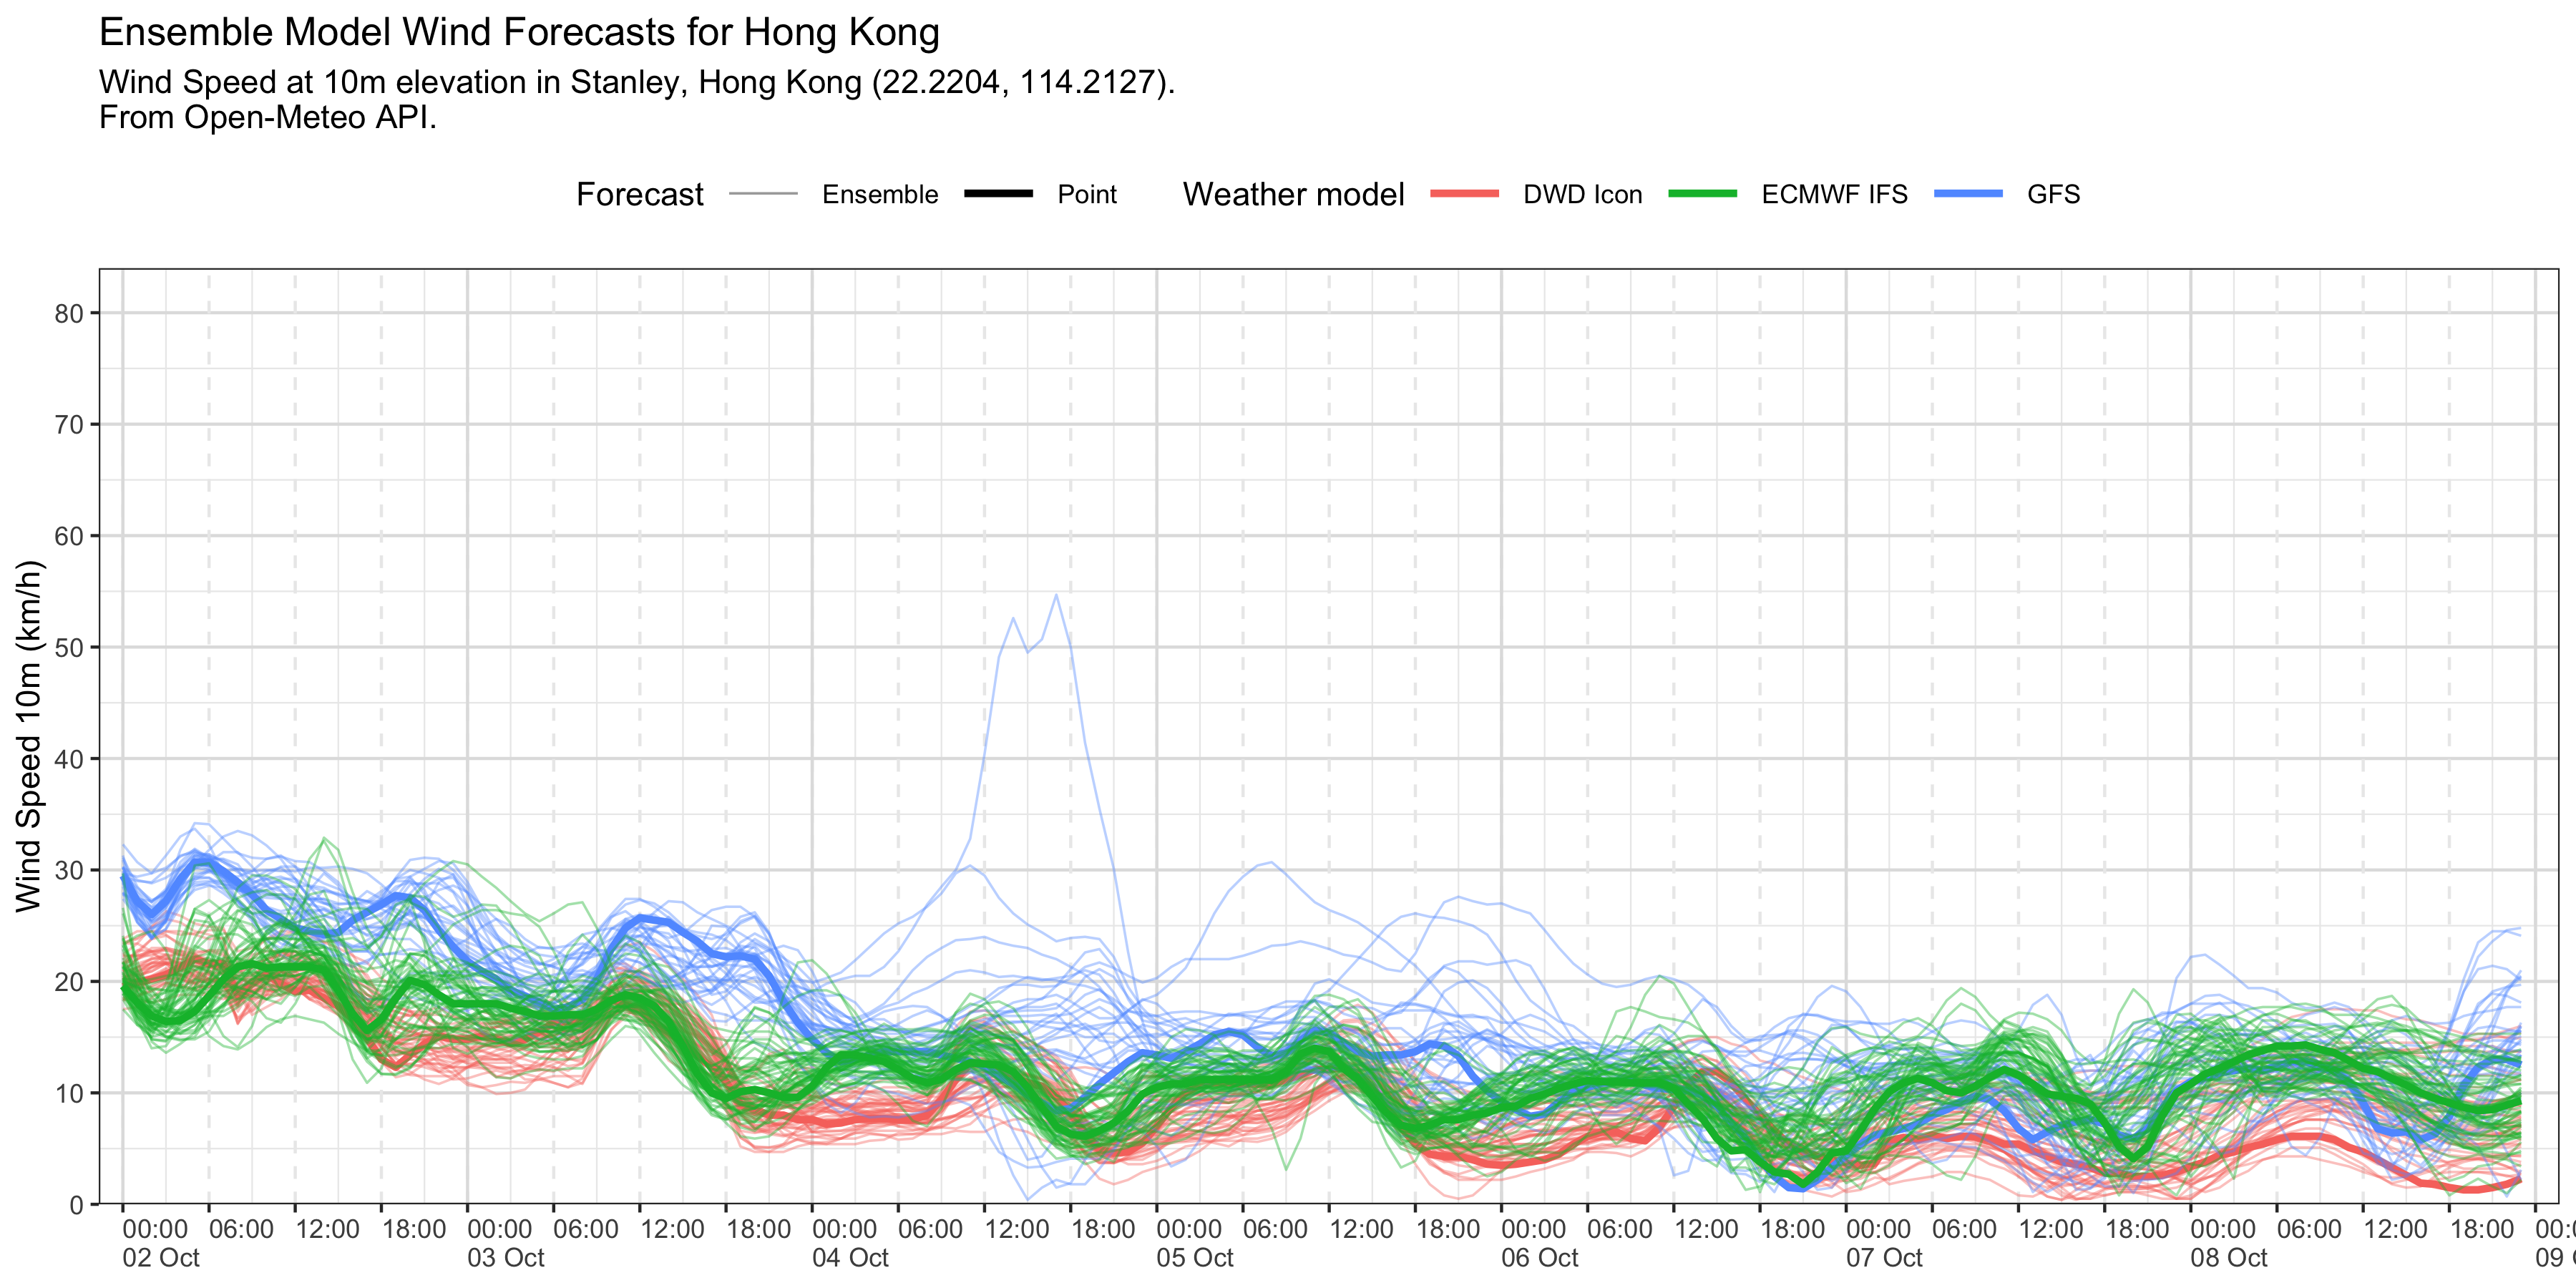 Ensemble Model Wind Forecasts for Hong Kong
Wind Speed at 10m elevation in Stanley, Hong Kong (22.2204, 114.2127).
From Open-Meteo API.
Forecast Ensemble Point Weather model DWD Icon ECMWF IFS GFS
Wind Speed 10m (km/h)
80
70
60
50
40
30
20
10
0
00:00 06:00 12:00 18:00 00:00 06:00 12:00 18:00 00:00 06:00 12:00 18:00 00:00 06:00 12:00 18:00 00:00 06:00 12:00 18:00 00:00 06:00 12:00 18:00 00:00 06:00 12:00 18:00
02 Oct 03 Oct 04 Oct 05 Oct 06 Oct 07 Oct 08 Oct 09